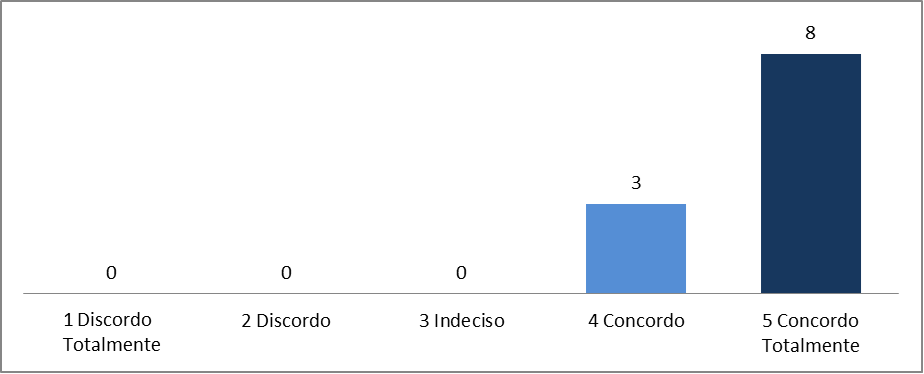 8
3
0 0 0
1 Discordo Totalmente
2 Discordo
3 Indeciso
4 Concordo
5 Concordo Totalmente